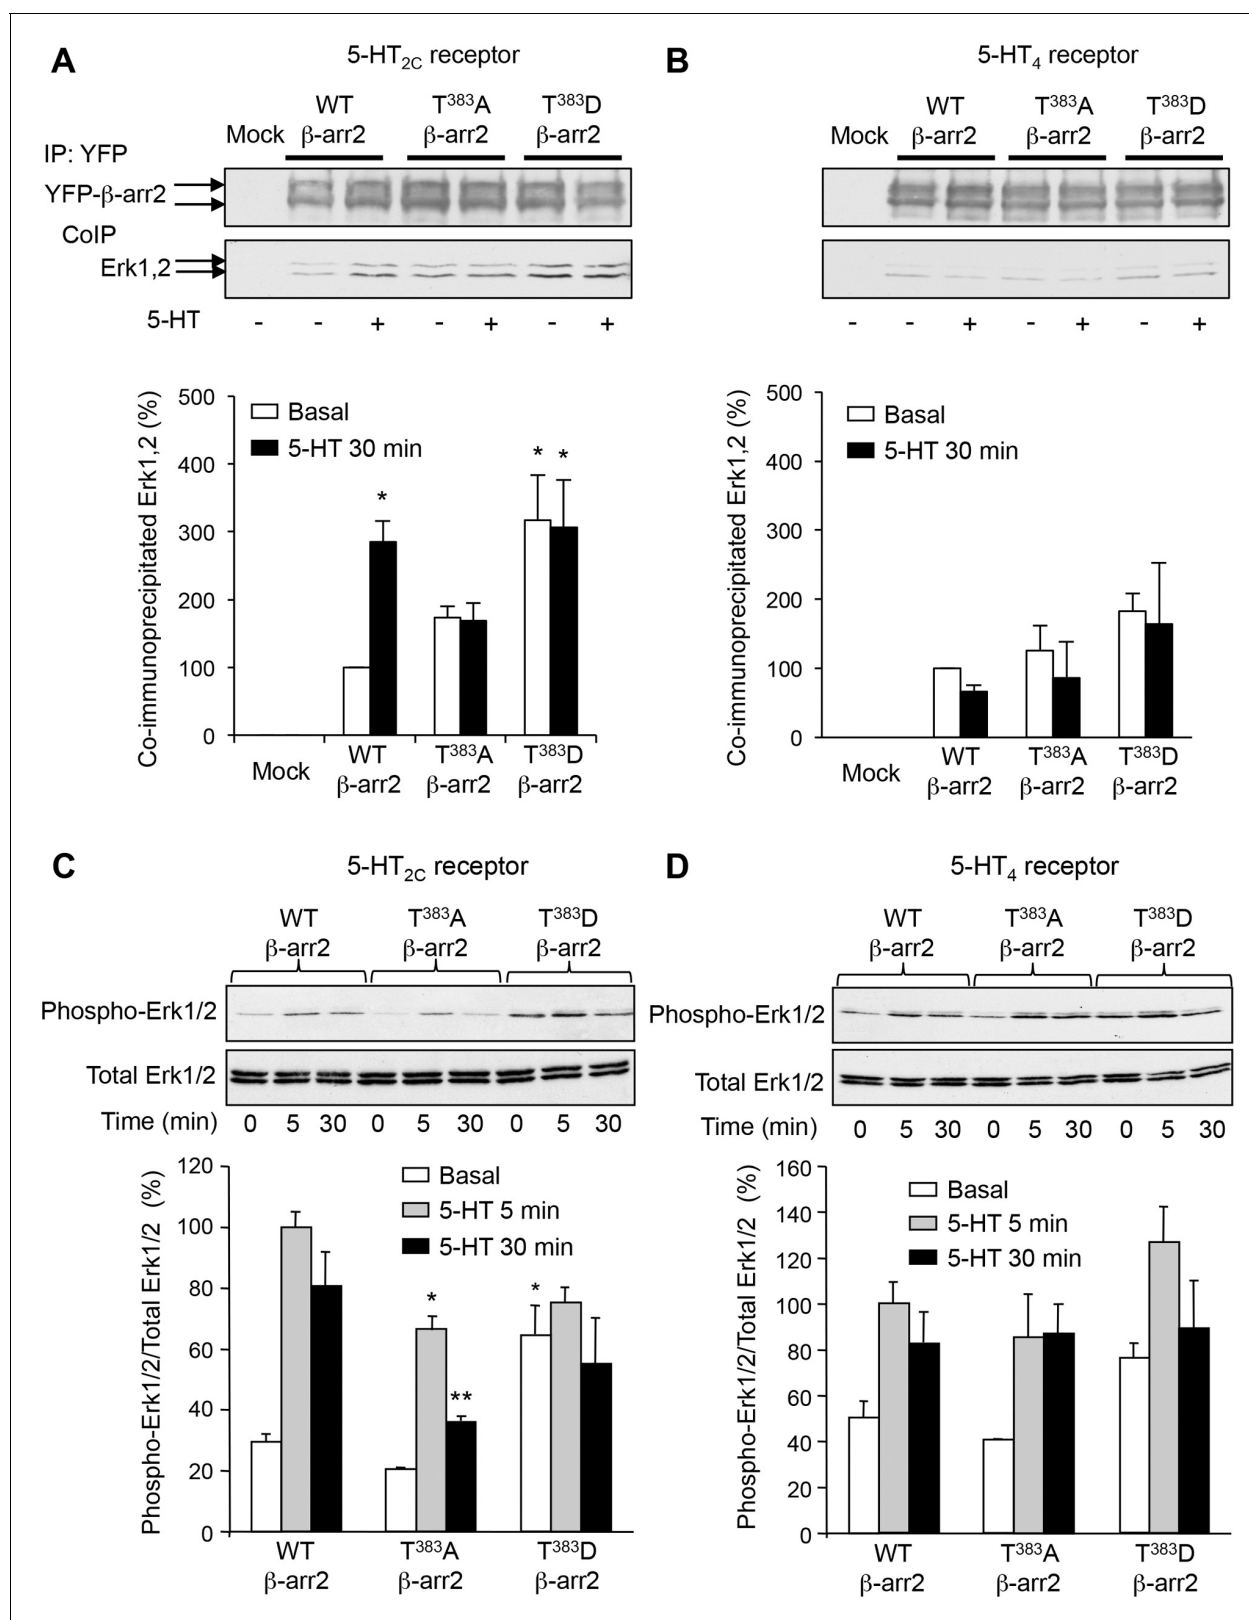 A
5-HT2C receptor
WT
β-arr2
T383A
β-arr2
T383D
β-arr2
Mock
IP: YFP
YFP-β-arr2
CoIP
Erk1,2
5-HT
- - + - + - +
Co-immunoprecipitated Erk1,2 (%)
500
400
300
200
100
0
Basal
5-HT 30 min
*
* *
Mock
WT
β-arr2
T383A
β-arr2
T383D
β-arr2
B
5-HT4 receptor
WT
β-arr2
T383A
β-arr2
T383D
β-arr2
Mock
- - + - + - +
Co-immunoprecipitated Erk1,2 (%)
500
400
300
200
100
0
Basal
5-HT 30 min
Mock
WT
β-arr2
T383A
β-arr2
T383D
β-arr2
C
5-HT2C receptor
WT
β-arr2
T383A
β-arr2
T383D
β-arr2
Phospho-Erk1/2
Total Erk1/2
Time (min) 0 5 30 0 5 30 0 5 30
Phospho-Erk1/2/Total Erk1/2 (%)
120
100
80
60
40
20
0
Basal
5-HT 5 min
5-HT 30 min
*
**
*
WT
β-arr2
T383A
β-arr2
T383D
β-arr2
D
5-HT4 receptor
WT
β-arr2
T383A
β-arr2
T383D
β-arr2
Phospho-Erk1/2
Total Erk1/2
Time (min) 0 5 30 0 5 30 0 5 30
Phospho-Erk1/2/Total Erk1/2 (%)
160
140
120
100
80
60
40
20
0
Basal
5-HT 5 min
5-HT 30 min
WT
β-arr2
T383A
β-arr2
T383D
β-arr2